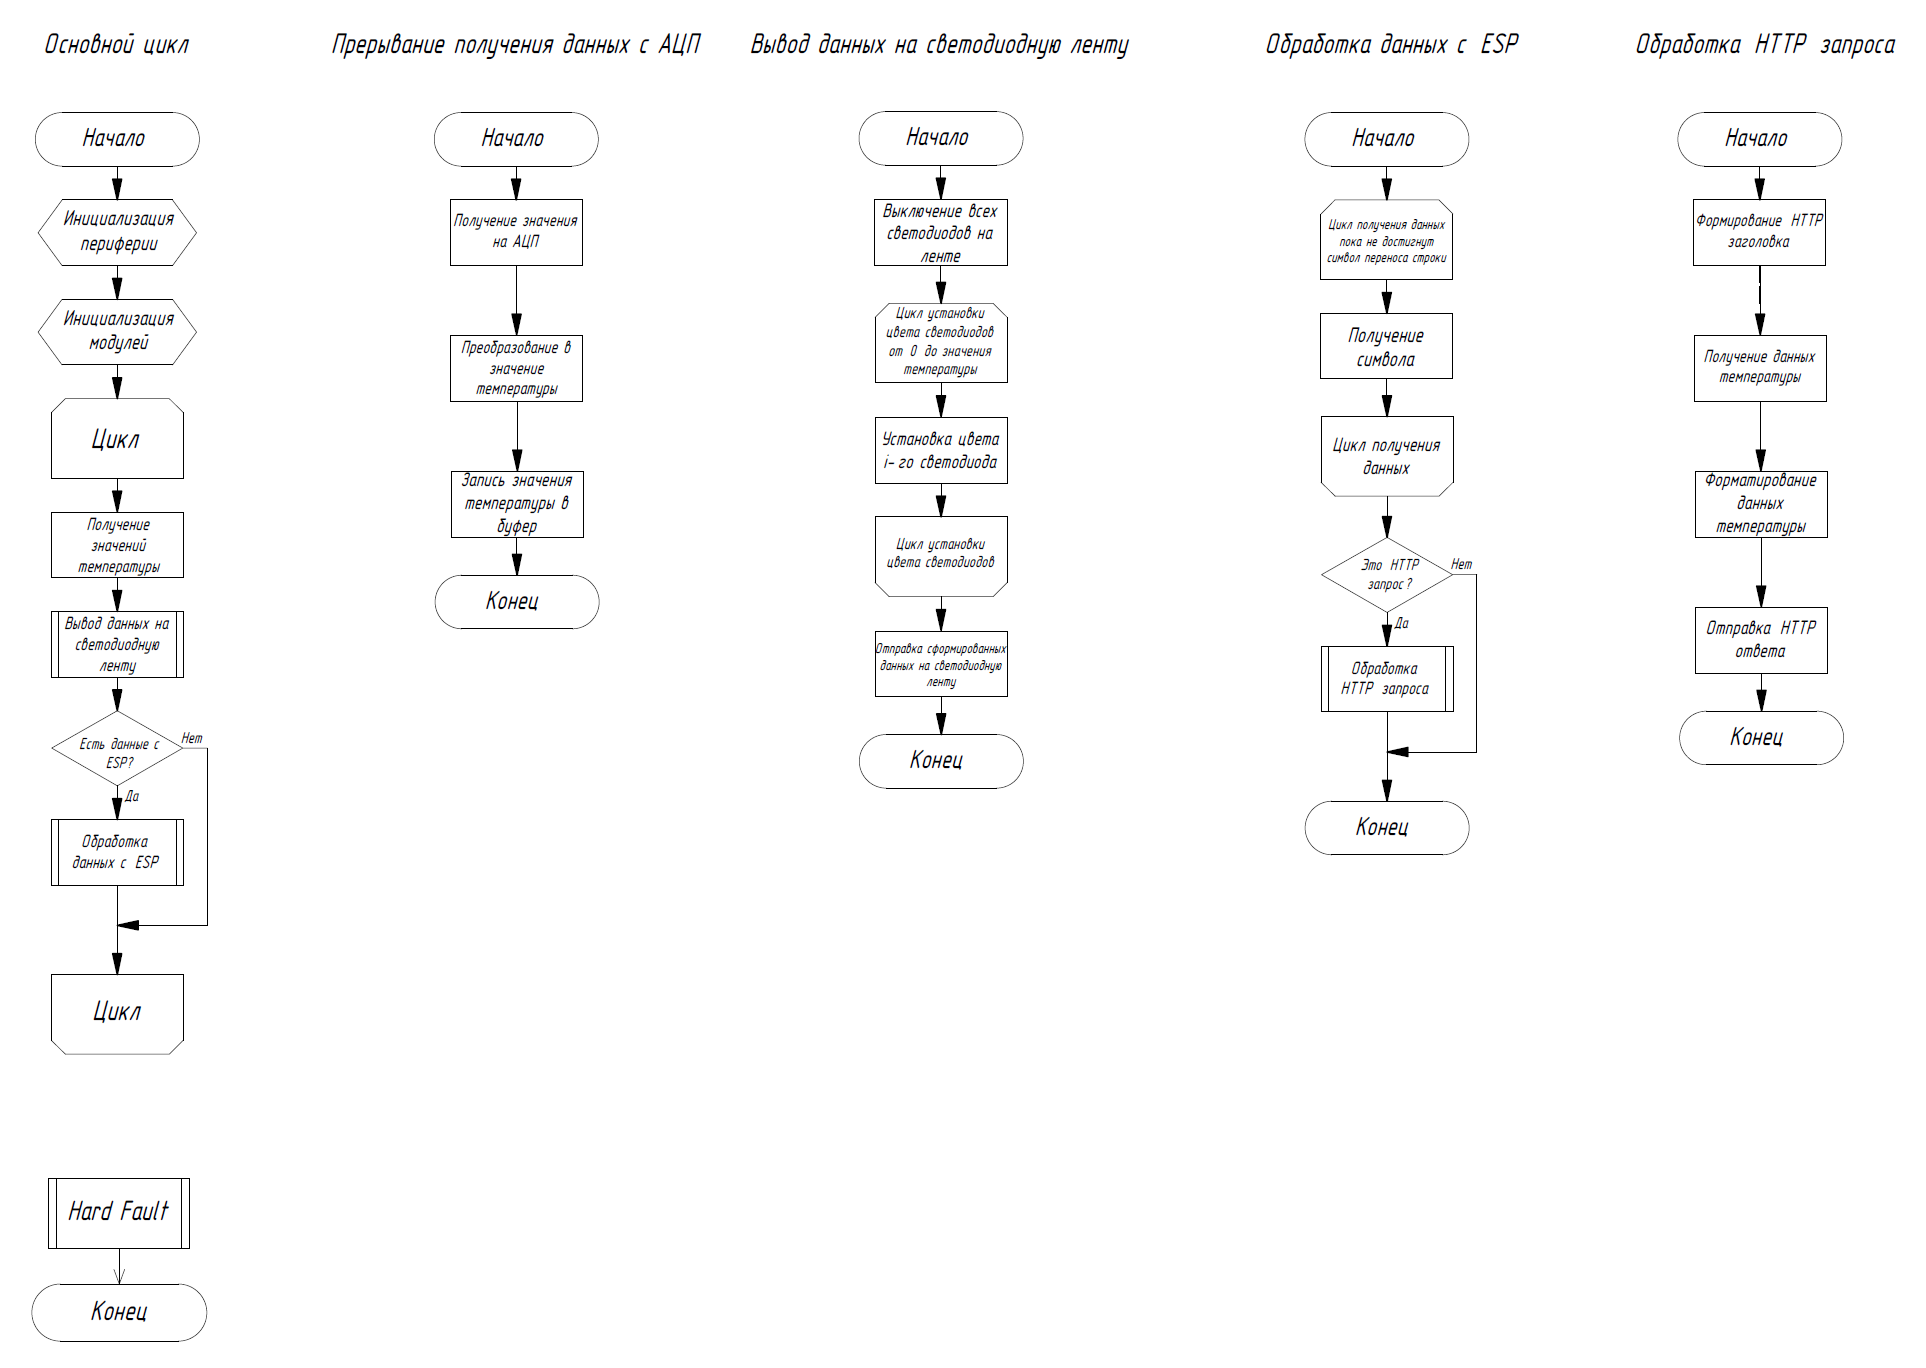 Основной цикл
Начало
Инициализация
периферии
Инициализация
модулей
Цикл
Получение
значений
температуры
Вывод данных на
светодиодную
ленту
Есть данные с
ESP?
Нет
Да
Обработка
данных с ESP
Цикл
Hard Fault
Конец
Прерывание получения данных с АЦП
Начало
Получение значения
на АЦП
Преобразование в
значение
температуры
Запись значения
температуры в
буфер
Конец
Вывод данных на светодиодную ленту
Начало
Выключение всех
светодиодов на
ленте
Цикл установки
цвета светодиодов
от 0 до значения
температуры
Установка цвета
i- го светодиода
Цикл установки
цвета светодиодов
Отправка сформированных
данных на светодиодную
ленту
Конец
Обработка данных с ESP
Начало
Цикл получения данных
пока не достигнут
символ переноса строки
Получение
символа
Цикл получения
данных
Это HTTP
запрос?
Нет
Да
Обработка
HTTP запроса
Конец
Обработка HTTP запроса
Начало
Формирование HTTP
заголовка
Получение данных
температуры
Форматирование
данных
температуры
Отправка HTTP
ответа
Конец